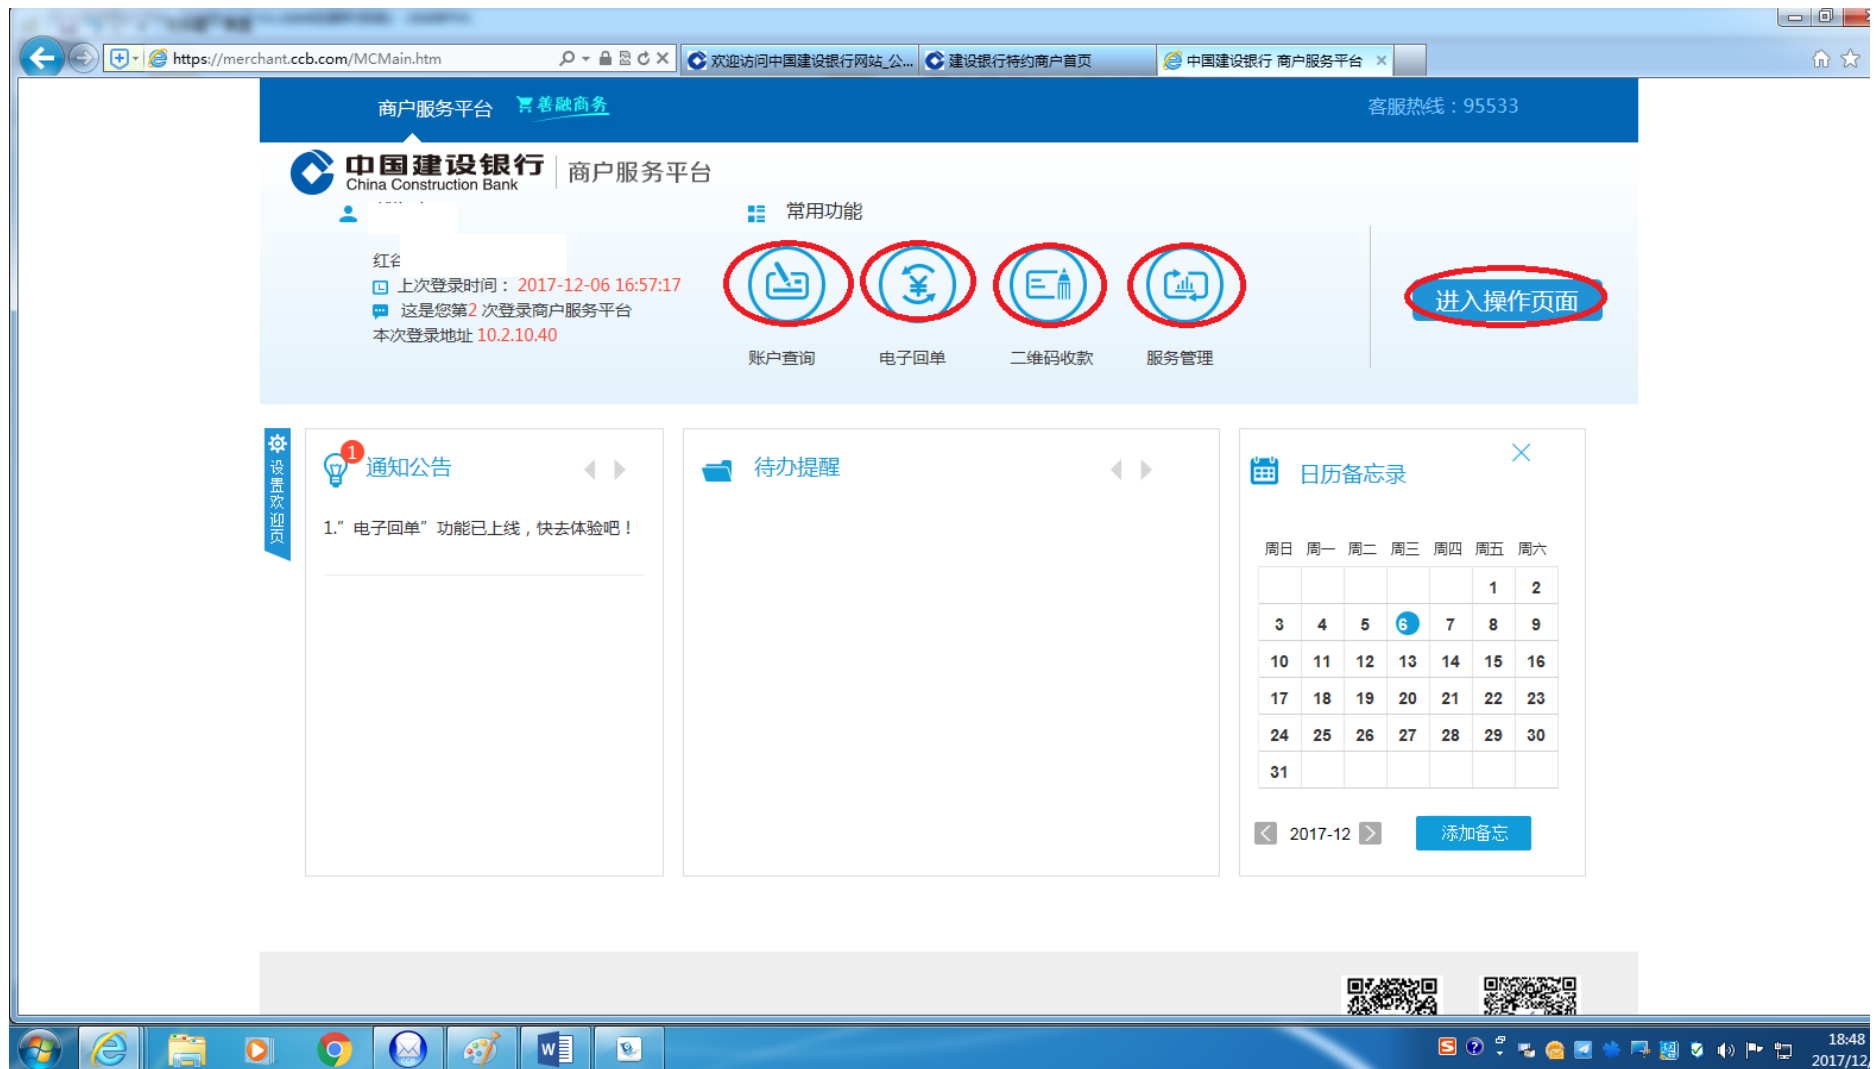 https://merchant.ccb.com/MCMain.htm
欢迎访问中国建设银行网站_公...
建设银行特约商户首页
中国建设银行 商户服务平台
商户服务平台
善融商务
客服热线：95533
中国建设银行
China Construction Bank
商户服务平台
常用功能
红谷
上次登录时间：2017-12-06 16:57:17
这是您第2 次登录商户服务平台
本次登录地址 10.2.10.40
账户查询 电子回单 二维码收款 服务管理
进入操作页面
设置欢迎页
1
通知公告
1.”电子回单”功能已上线，快去体验吧！
待办提醒
日历备忘录
周日 周一 周二 周三 周四 周五 周六
1 2
3 4 5 6 7 8 9
10 11 12 13 14 15 16
17 18 19 20 21 22 23
24 25 26 27 28 29 30
31
2017-12
添加备忘
18:48
2017/12/